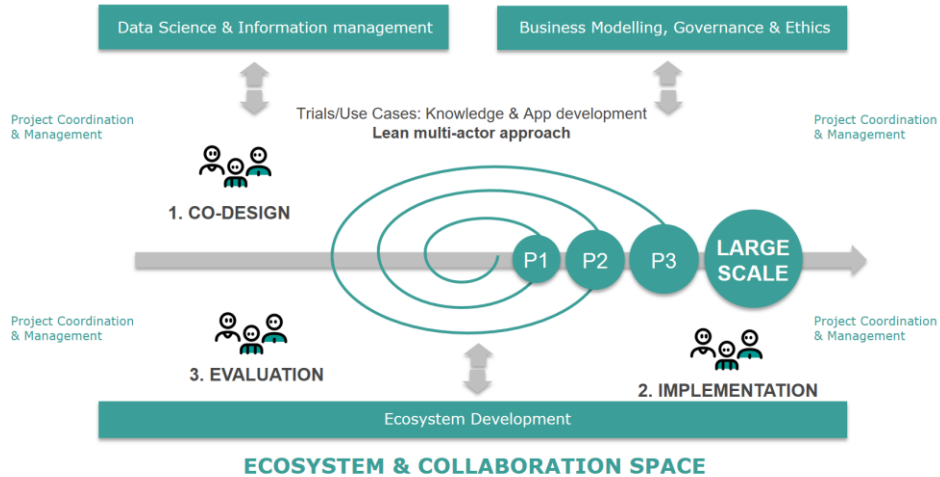 Data Science & Information management
Business Modelling, Governance & Ethics
Trials/Use Cases: Knowledge & App development
Lean multi-actor approach
Project Coordination
& Management
Project Coordination
& Management
1. CO-DESIGN
P1
P2
P3
LARGE
SCALE
Project Coordination
& Management
Project Coordination
& Management
3. EVALUATION
2. IMPLEMENTATION
Ecosystem Development
ECOSYSTEM & COLLABORATION SPACE